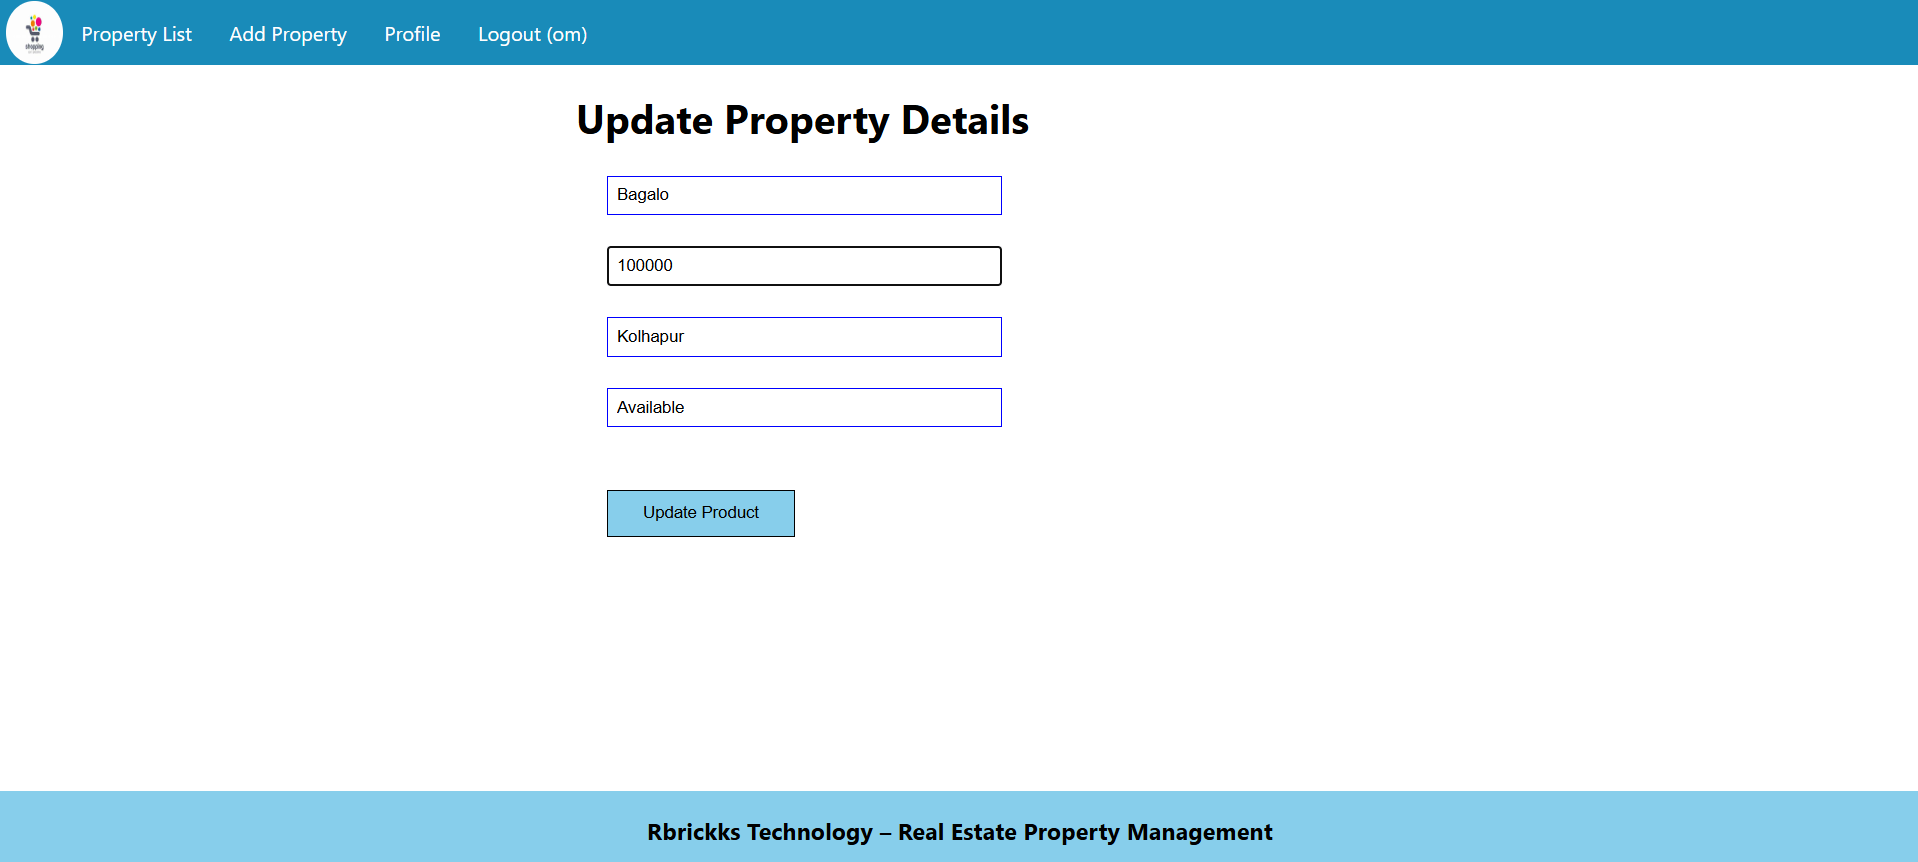 shopping
Property List Add Property Profile Logout (om)
Update Property Details
Bagalo
100000
Kolhapur
Available
Update Product
Rbrickks Technology – Real Estate Property Management